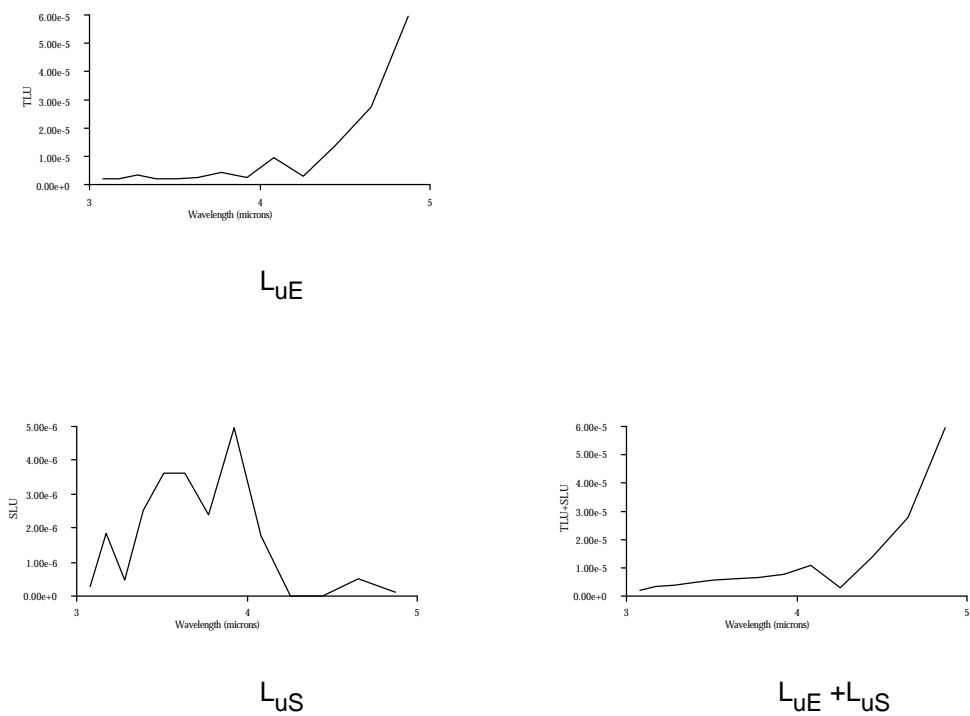 6.00e-5
5.00e-5
4.00e-5
3.00e-5
2.00e-5
1.00e-5
0.00e+0
TLU
3 4 5
Wavelength (microns)
LuE
5.00e-6
4.00e-6
3.00e-6
2.00e-6
1.00e-6
0.00e+0
SLU
3 4 5
Wavelength (microns)
LuS
6.00e-5
5.00e-5
4.00e-5
3.00e-5
2.00e-5
1.00e-5
0.00e+0
TLU+SLU
3 4 5
Wavelength (microns)
LuE +LuS